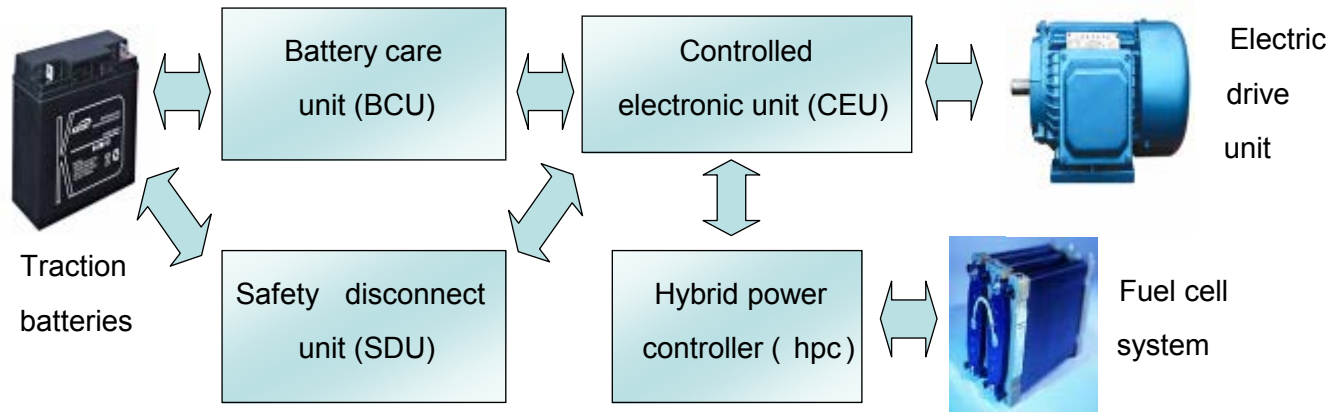 Battery care
unit (BCU)
Controlled
electronic unit (CEU)
Electric
drive
unit
Traction
batteries
Safety disconnect
unit (SDU)
Hybrid power
controller ( hpc)
Fuel cell
system